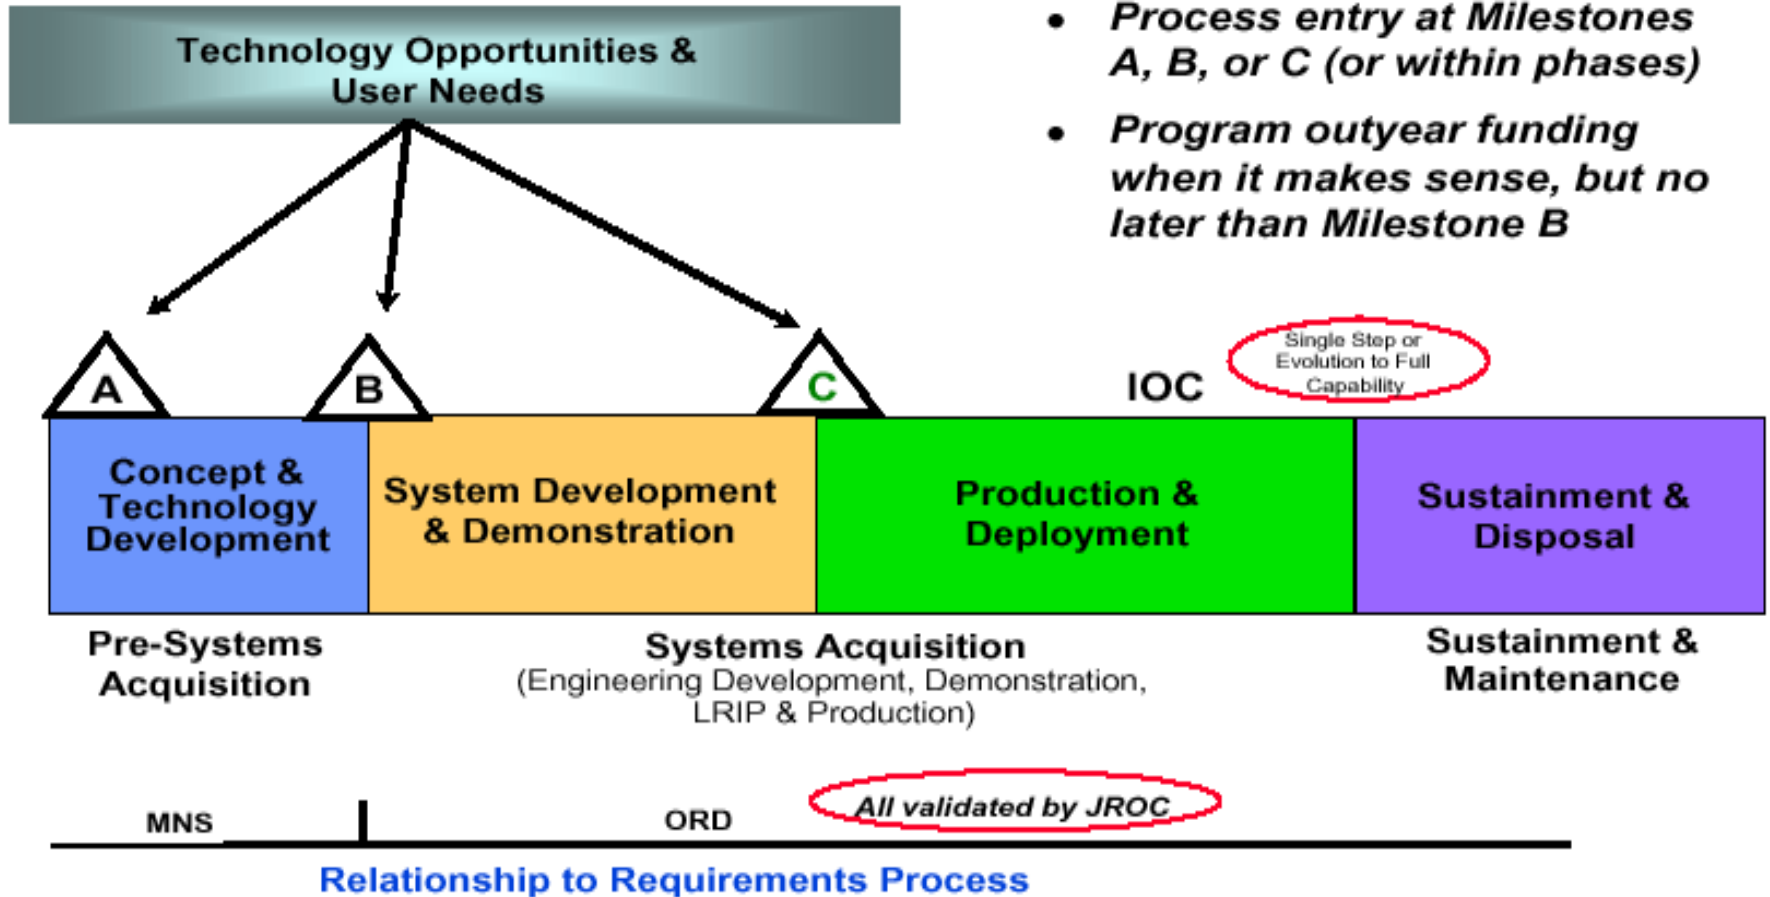 Technology Opportunities &
User Needs
• Process entry at Milestones
A, B, or C (or within phases)
• Program outyear funding
when it makes sense, but no
later than Milestone B
A
B
C
IOC
Single Step or
Evolution to Full
Capability
Concept &
Technology
Development
System Development
& Demonstration
Production &
Deployment
Sustainment &
Disposal
Pre-Systems
Acquisition
Systems Acquisition
(Engineering Development, Demonstration,
LRIP & Production)
Sustainment &
Maintenance
MNS
ORD
All validated by JROC
Relationship to Requirements Process